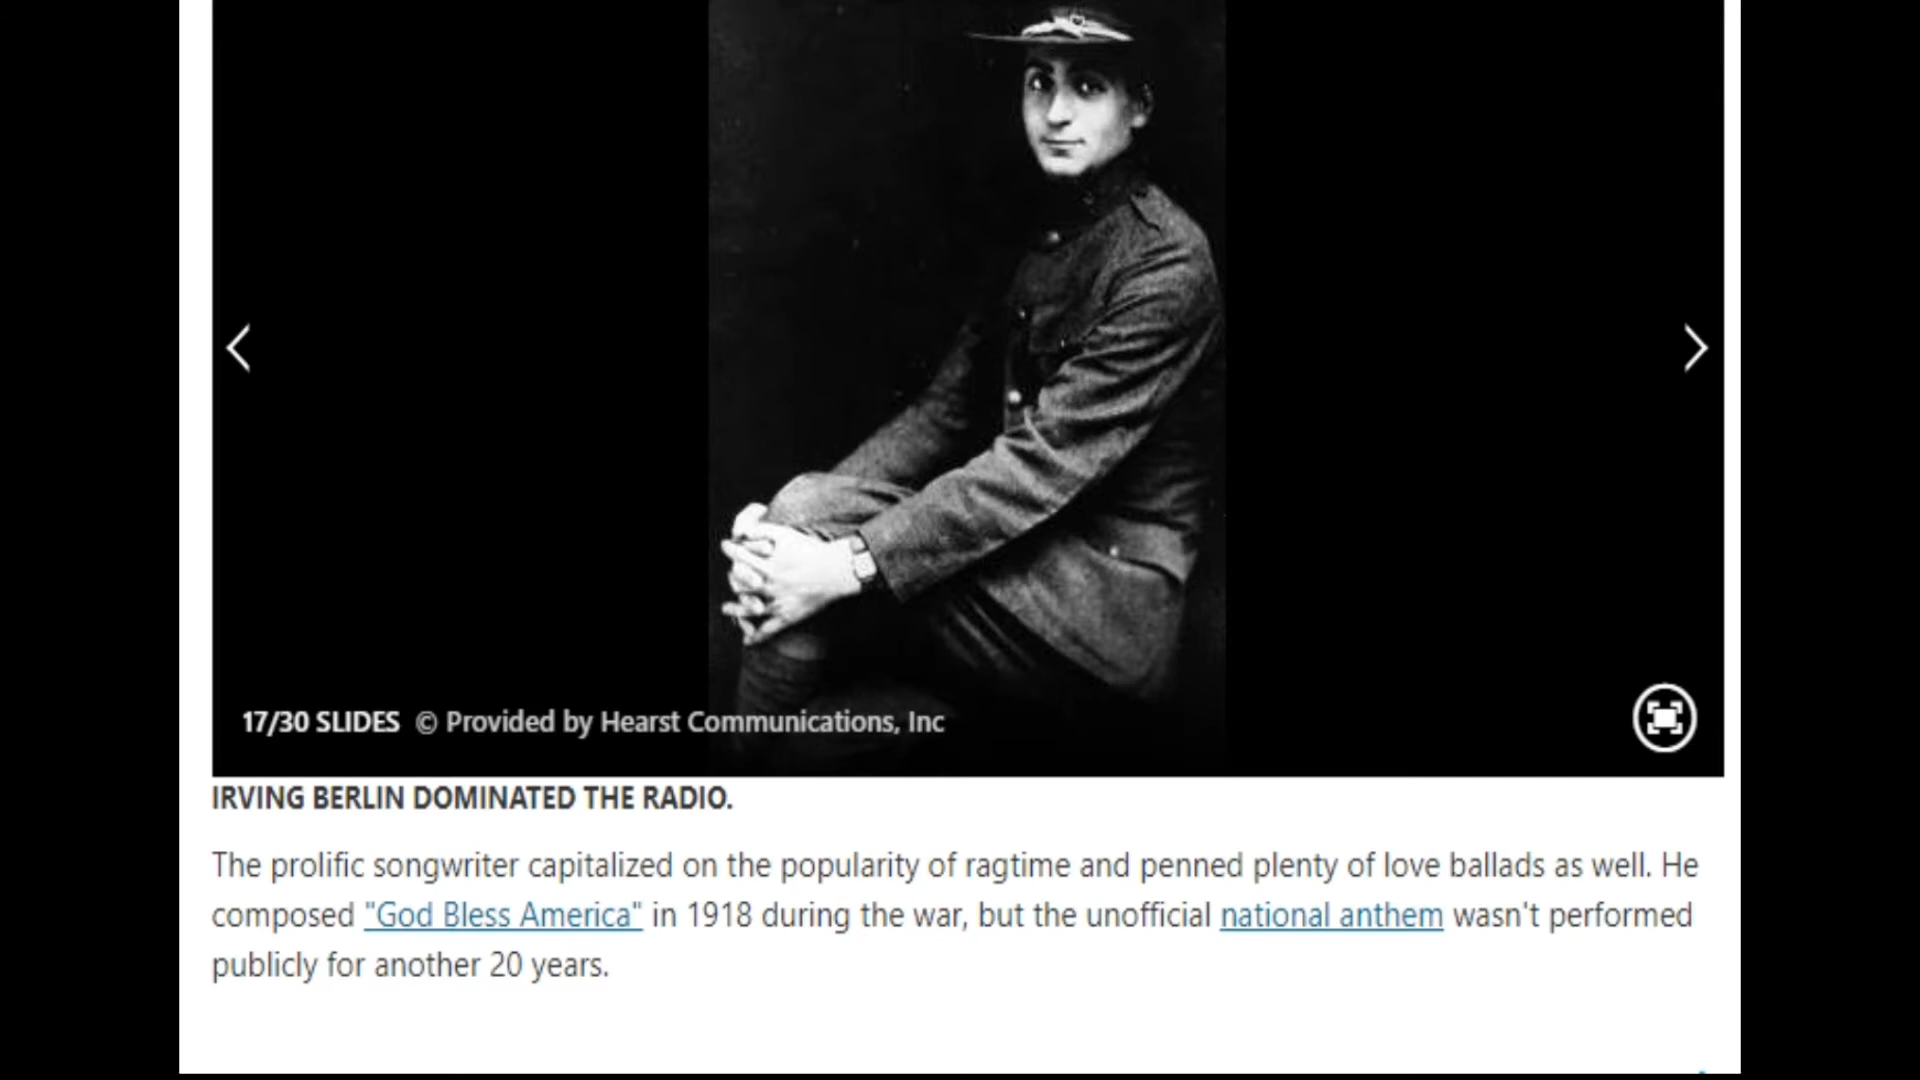 17/30 SLIDES © Provided by Hearst Communications, Inc
IRVING BERLIN DOMINATED THE RADIO.
The prolific songwriter capitalized on the popularity of ragtime and penned plenty of love ballads as well. He
composed "God Bless America" in 1918 during the war, but the unofficial national anthem wasn't performed
publicly for another 20 years.